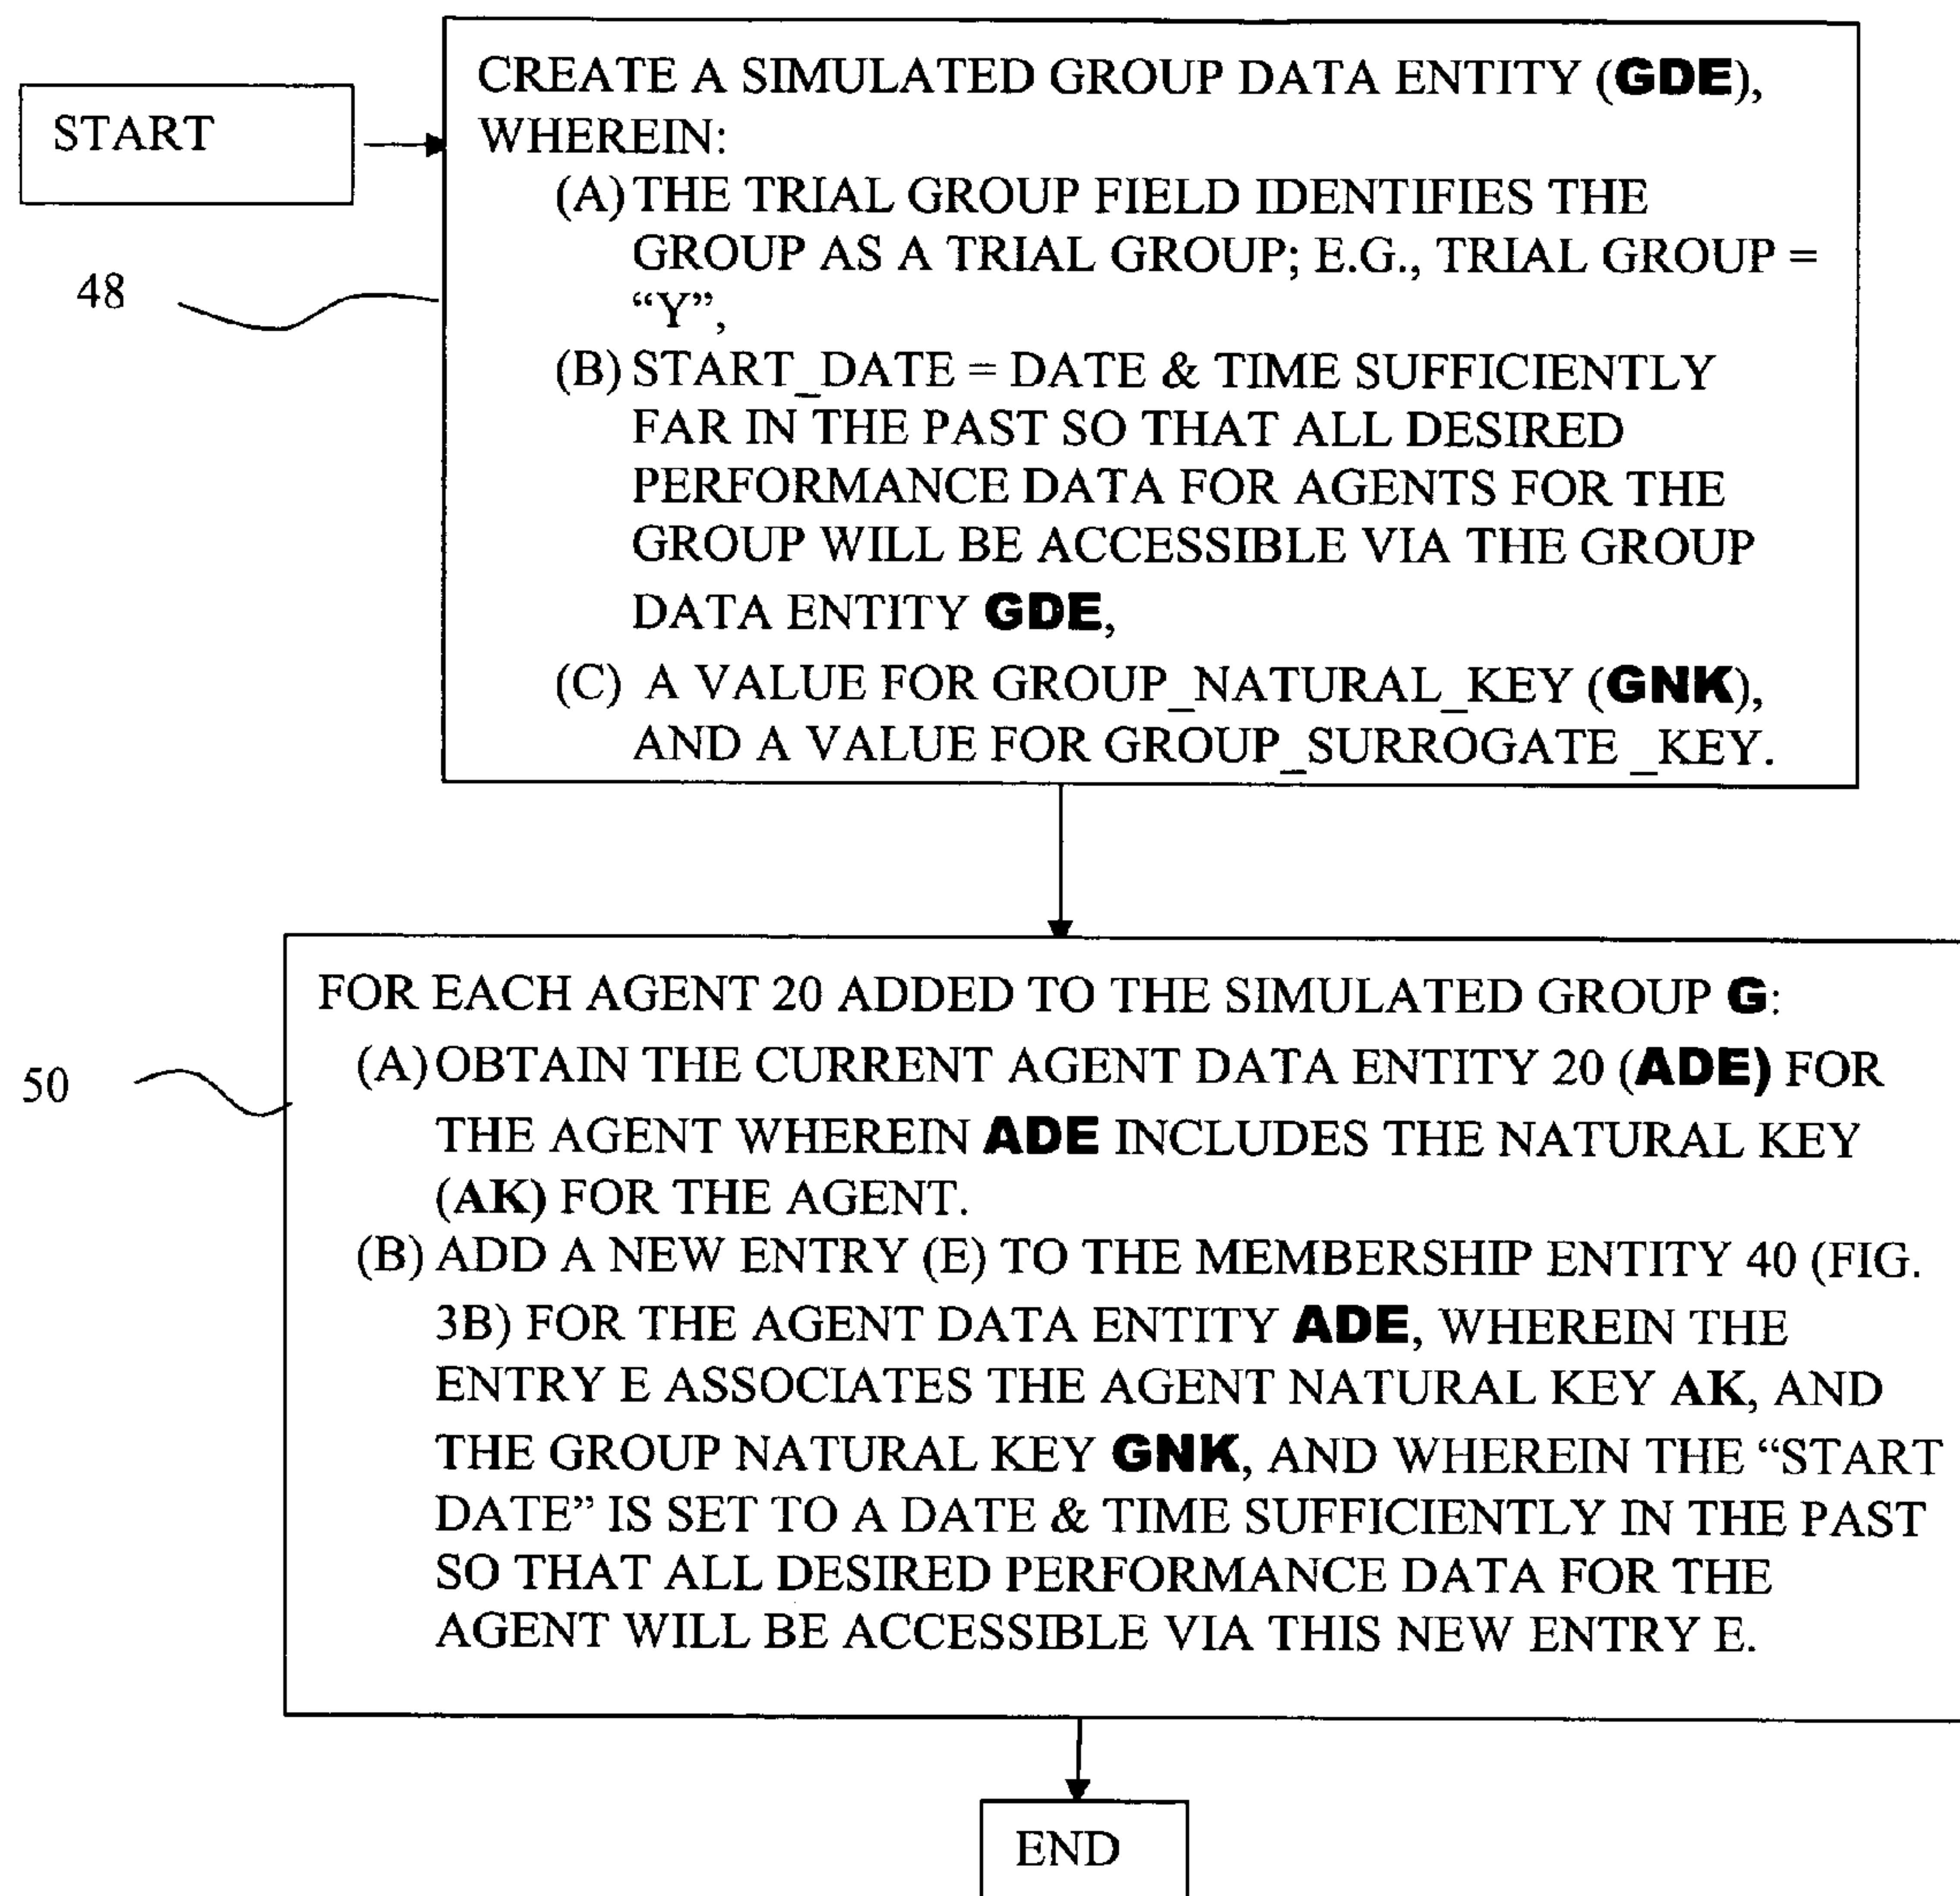 START
CREATE A SIMULATED GROUP DATA ENTITY (GDE),
WHEREIN:
(A) THE TRIAL GROUP FIELD IDENTIFIES THE
GROUP AS A TRIAL GROUP; E.G., TRIAL GROUP =
“Y”,
(B) START_DATE = DATE & TIME SUFFICIENTLY
FAR IN THE PAST SO THAT ALL DESIRED
PERFORMANCE DATA FOR AGENTS FOR THE
GROUP WILL BE ACCESSIBLE VIA THE GROUP
DATA ENTITY GDE,
(C) A VALUE FOR GROUP_NATURAL_KEY (GNK),
AND A VALUE FOR GROUP_SURROGATE _KEY.
48
FOR EACH AGENT 20 ADDED TO THE SIMULATED GROUP G:
(A) OBTAIN THE CURRENT AGENT DATA ENTITY 20 (ADE) FOR
THE AGENT WHEREIN ADE INCLUDES THE NATURAL KEY
(AK) FOR THE AGENT.
(B) ADD A NEW ENTRY (E) TO THE MEMBERSHIP ENTITY 40 (FIG.
3B) FOR THE AGENT DATA ENTITY ADE, WHEREIN THE
ENTRY E ASSOCIATES THE AGENT NATURAL KEY AK, AND
THE GROUP NATURAL KEY GNK, AND WHEREIN THE “START
DATE” IS SET TO A DATE & TIME SUFFICIENTLY IN THE PAST
SO THAT ALL DESIRED PERFORMANCE DATA FOR THE
AGENT WILL BE ACCESSIBLE VIA THIS NEW ENTRY E.
50
END